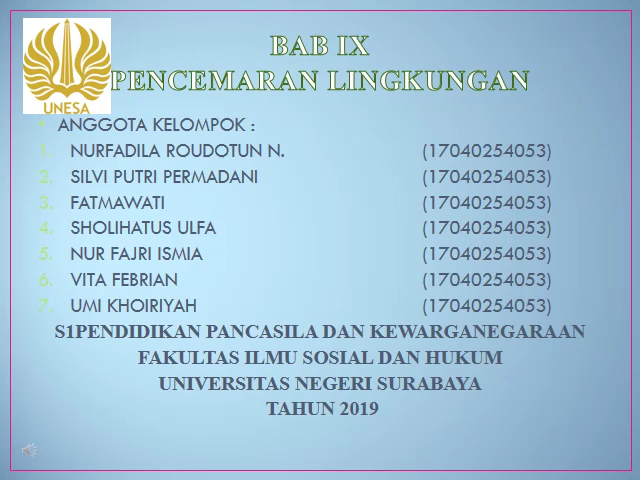 BAB IX
PENCEMARAN LINGKUNGAN
UNESA
ANGGOTA KELOMPOK :
1. NURFADILA ROUDOTUN N. (17040254053)
2. SILVI PUTRI PERMADANI (17040254053)
3. FATMAWATI (17040254053)
4. SHOLIHATUS ULFA (17040254053)
5. NUR FAJRI ISMIA (17040254053)
6. VITA FEBRIAN (17040254053)
7. UMI KHOIRIYAH (17040254053)
S1PENDIDIKAN PANCASILA DAN KEWARGANEGARAAN
FAKULTAS ILMU SOSIAL DAN HUKUM
UNIVERSITAS NEGERI SURABAYA
TAHUN 2019